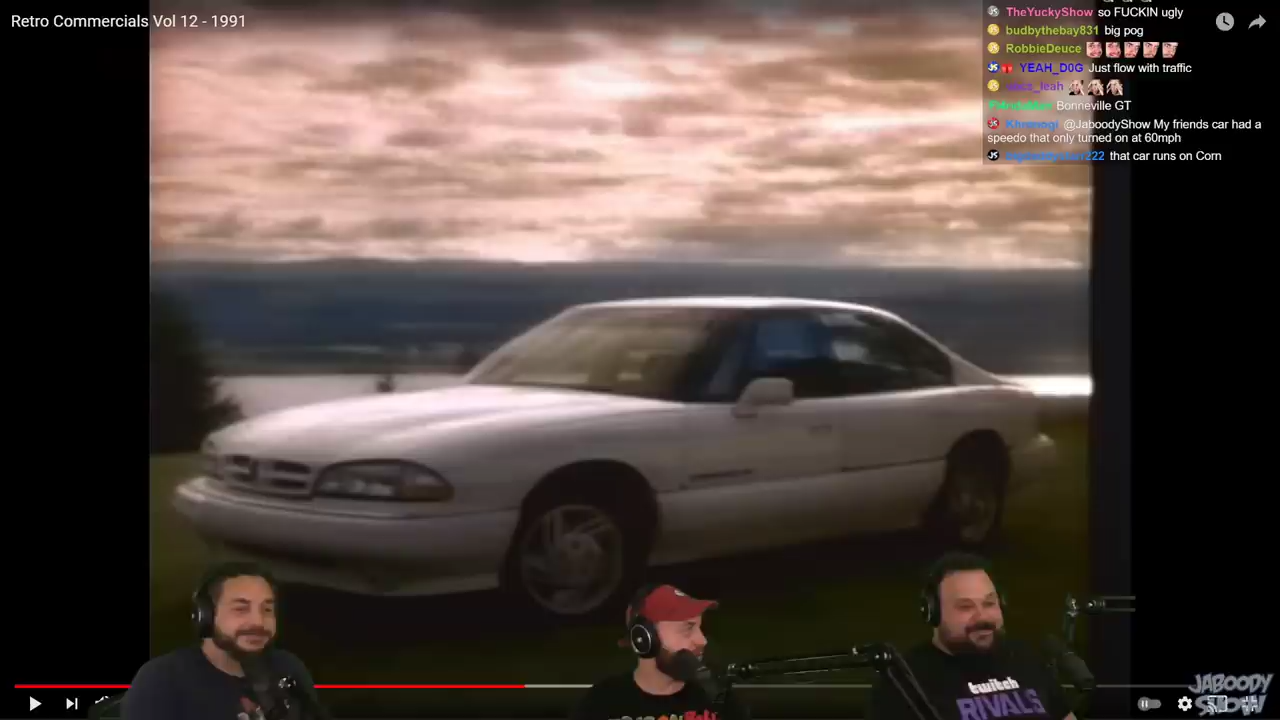 Retro Commercials Vol 12 - 1991
TheYuckyShow so FUCKIN ugly
budbythebay831 big pog
RobbieDeuce
YEAH_D0G Just flow with traffic
Bonneville GT
@JaboodyShow My friends car had a
speedo that only turned on at 60mph
that car runs on Corn
twitch
RIVALS
JABOODY
SHOW